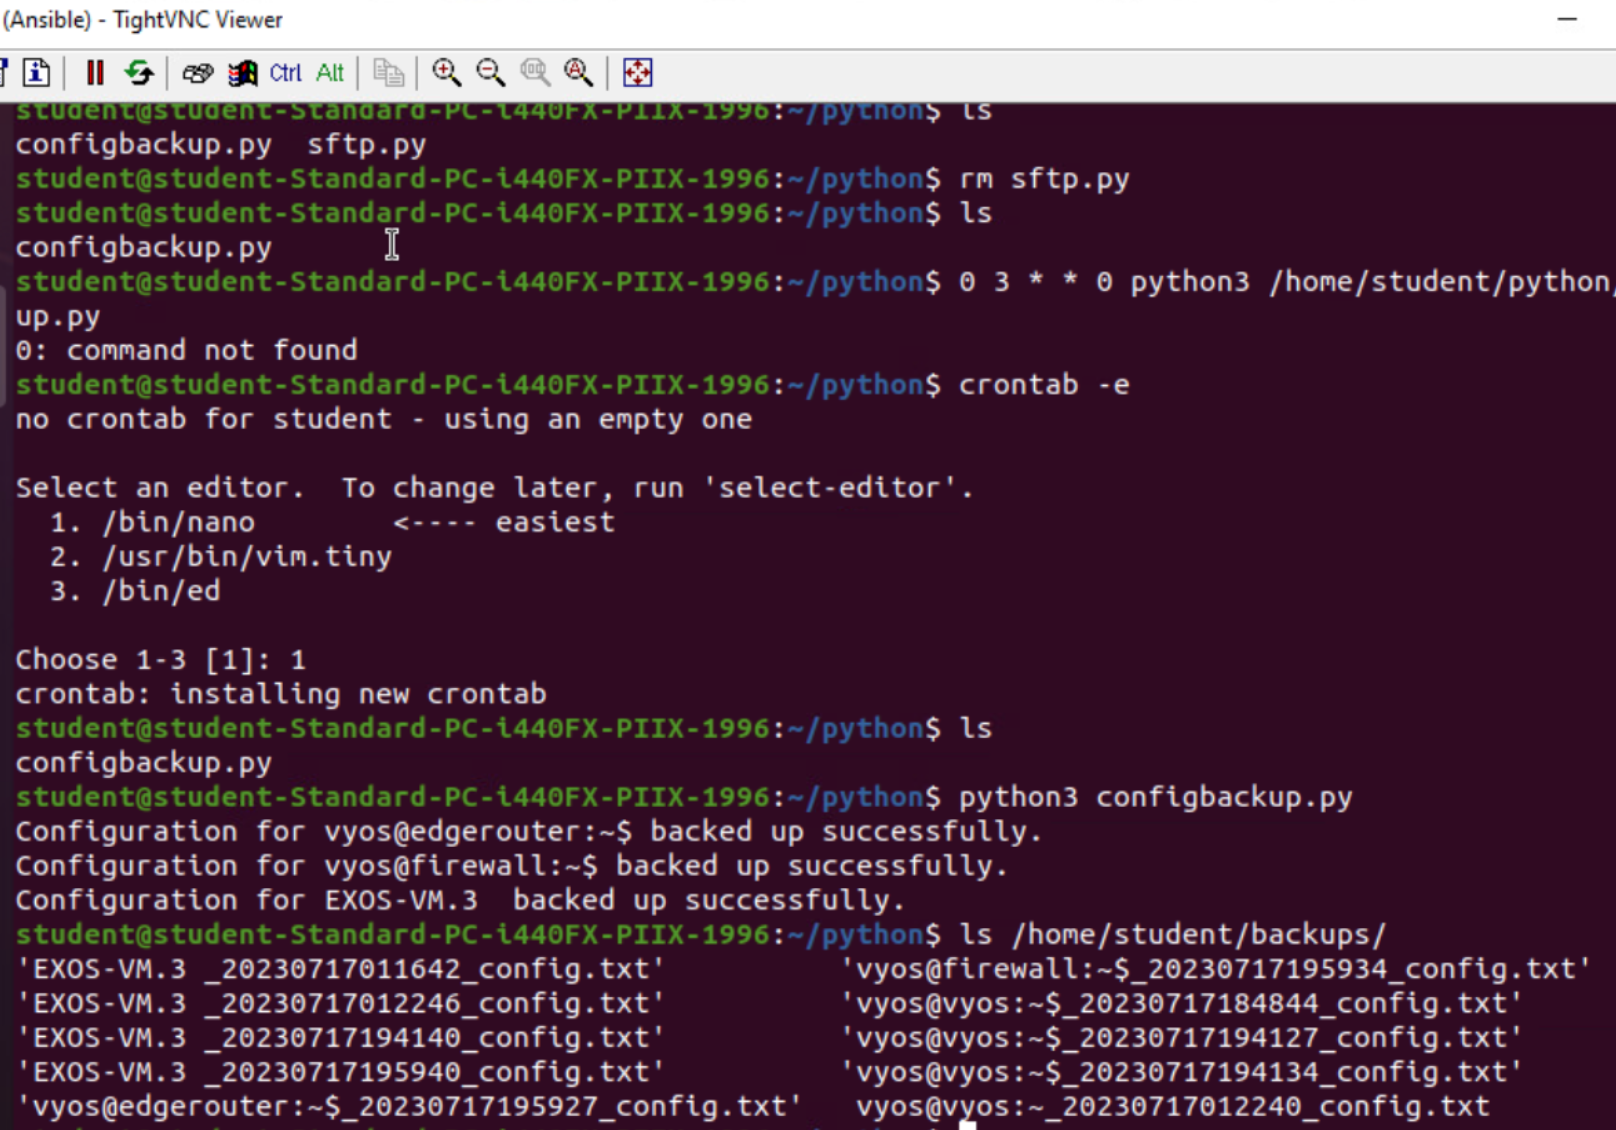 (Ansible) - TightVNC Viewer
Ctrl Alt
student@student-Standard-PC-i440FX-PIIX-1996:~/python$ ls
configbackup.py  sftp.py
student@student-Standard-PC-i440FX-PIIX-1996:~/python$ rm sftp.py
student@student-Standard-PC-i440FX-PIIX-1996:~/python$ ls
configbackup.py
student@student-Standard-PC-i440FX-PIIX-1996:~/python$ 0 3 * * 0 python3 /home/student/python/
up.py
0: command not found
student@student-Standard-PC-i440FX-PIIX-1996:~/python$ crontab -e
no crontab for student - using an empty one
Select an editor.  To change later, run 'select-editor'.
  1. /bin/nano        <---- easiest
  2. /usr/bin/vim.tiny
  3. /bin/ed
Choose 1-3 [1]: 1
crontab: installing new crontab
student@student-Standard-PC-i440FX-PIIX-1996:~/python$ ls
configbackup.py
student@student-Standard-PC-i440FX-PIIX-1996:~/python$ python3 configbackup.py
Configuration for vyos@edgerouter:~$ backed up successfully.
Configuration for vyos@firewall:~$ backed up successfully.
Configuration for EXOS-VM.3  backed up successfully.
student@student-Standard-PC-i440FX-PIIX-1996:~/python$ ls /home/student/backups/
'EXOS-VM.3 _20230717011642_config.txt'          'vyos@firewall:~$_20230717195934_config.txt'
'EXOS-VM.3 _20230717012246_config.txt'          'vyos@vyos:~$_20230717184844_config.txt'
'EXOS-VM.3 _20230717194140_config.txt'          'vyos@vyos:~$_20230717194127_config.txt'
'EXOS-VM.3 _20230717195940_config.txt'          'vyos@vyos:~$_20230717194134_config.txt'
'vyos@edgerouter:~$_20230717195927_config.txt'   vyos@vyos:~_20230717012240_config.txt